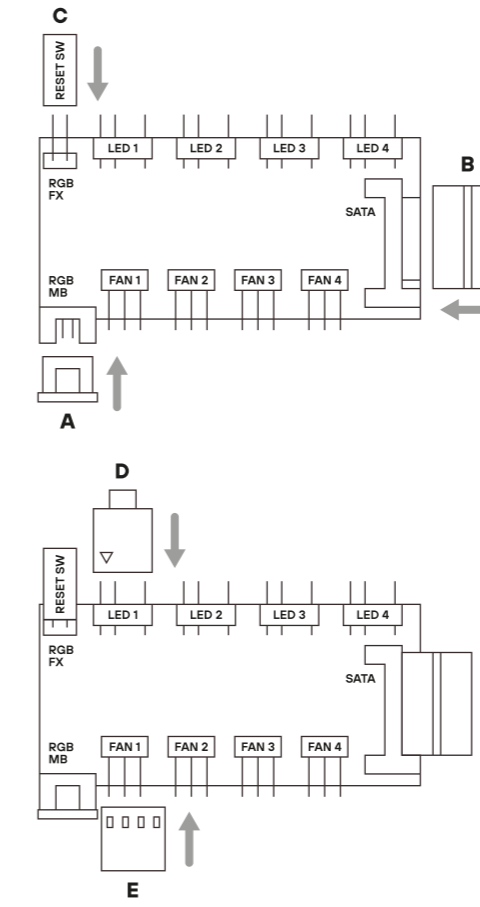 C
RESET SW
LED 1 LED 2 LED 3 LED 4
B
RGB
FX
SATA
RGB
MB
FAN 1 FAN 2 FAN 3 FAN 4
A
D
RESET SW
LED 1 LED 2 LED 3 LED 4
RGB
FX
SATA
RGB
MB
FAN 1 FAN 2 FAN 3 FAN 4
E